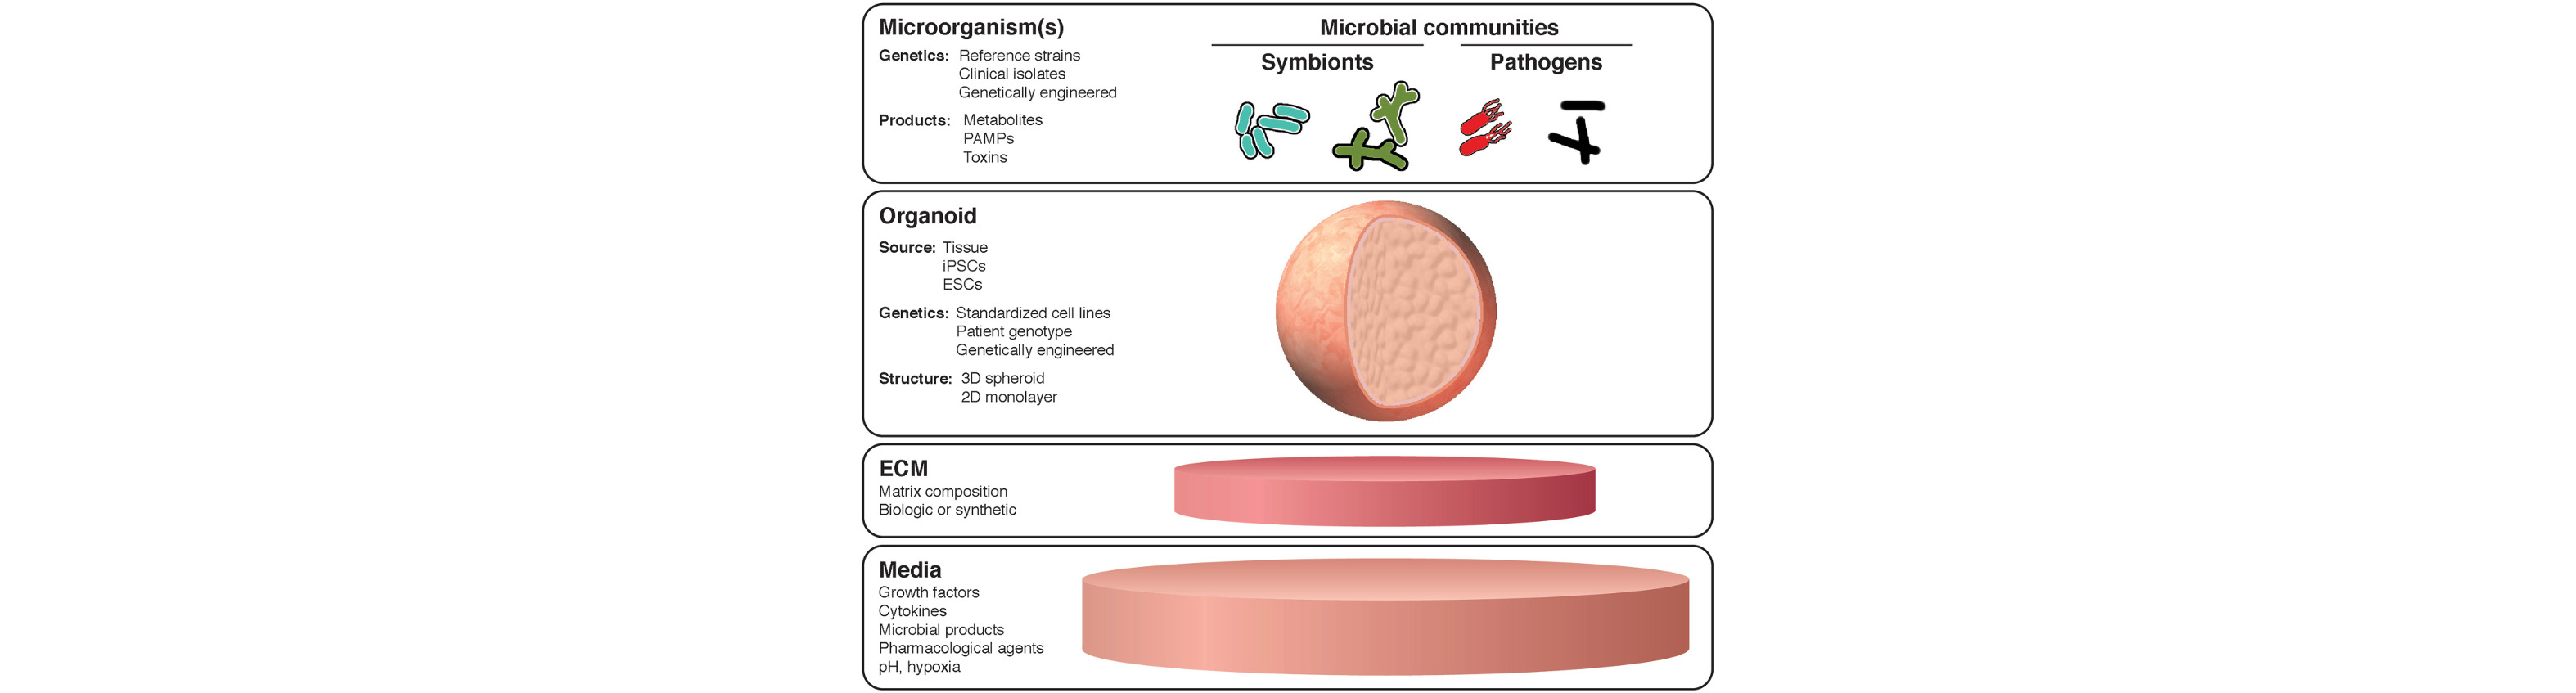 Microorganism(s)
Genetics: Reference strains
Clinical isolates
Genetically engineered
Products: Metabolites
PAMPs
Toxins
Microbial communities
Symbionts
Pathogens
Organoid
Source: Tissue
iPSCs
ESCs
Genetics: Standardized cell lines
Patient genotype
Genetically engineered
Structure: 3D spheroid
2D monolayer
ECM
Matrix composition
Biologic or synthetic
Media
Growth factors
Cytokines
Microbial products
Pharmacological agents
pH, hypoxia